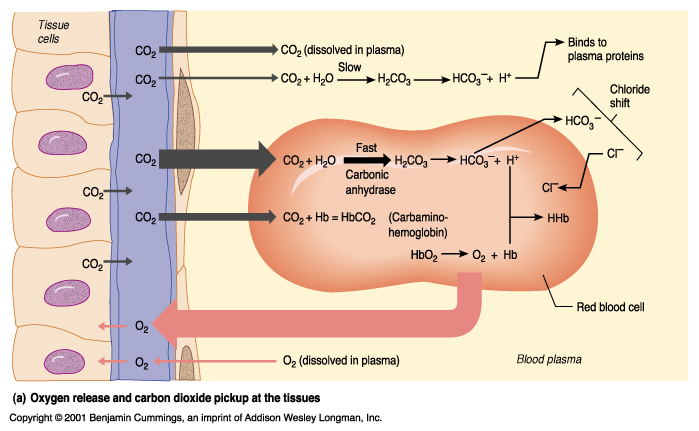 Tissue
cells
CO2
CO2 (dissolved in plasma)
CO2
CO2 + H2O
Slow
H2CO3
HCO3– + H+
Binds to
plasma proteins
CO2
Chloride
shift
HCO3–
CO2
CO2 + H2O
Fast
Carbonic
anhydrase
H2CO3
HCO3– + H+
Cl–
Cl–
CO2
CO2
CO2 + Hb = HbCO2 (Carbamino-
hemoglobin)
HHb
HbO2
O2 + Hb
CO2
Red blood cell
O2
O2
O2 (dissolved in plasma)
Blood plasma
(a) Oxygen release and carbon dioxide pickup at the tissues
Copyright © 2001 Benjamin Cummings, an imprint of Addison Wesley Longman, Inc.